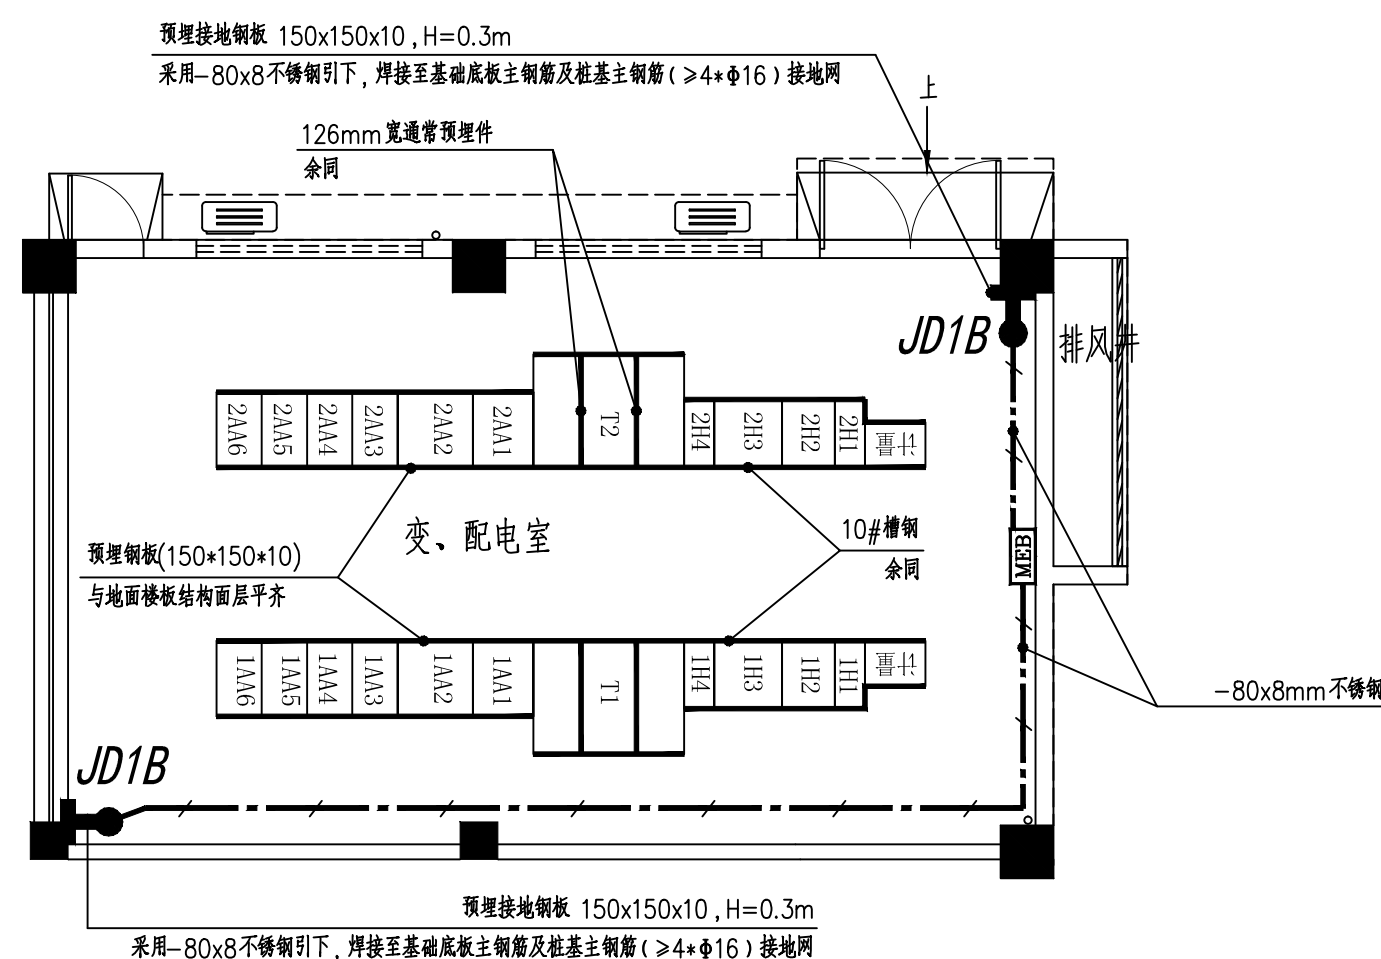 预埋接地钢板 150x150x10，H=0.3m
采用-80x8不锈钢引下，焊接至基础底板主钢筋及桩基主钢筋(≥4*Φ16) 接地网
上
126mm宽通常预埋件
余同
JD1B
排风井
2AA6 2AA5 2AA4 2AA3 2AA2 2AA1 T2 2H4 2H3 2H2 2H1 计量
变、配电室
10#槽钢
余同
MEB
预埋钢板(150*150*10)
与地面楼板结构面层平齐
1AA6 1AA5 1AA4 1AA3 1AA2 1AA1 T1 1H4 1H3 1H2 1H1 计量
-80x8mm不锈钢
JD1B
预埋接地钢板 150x150x10，H=0.3m
采用-80x8不锈钢引下，焊接至基础底板主钢筋及桩基主钢筋(≥4*Φ16) 接地网